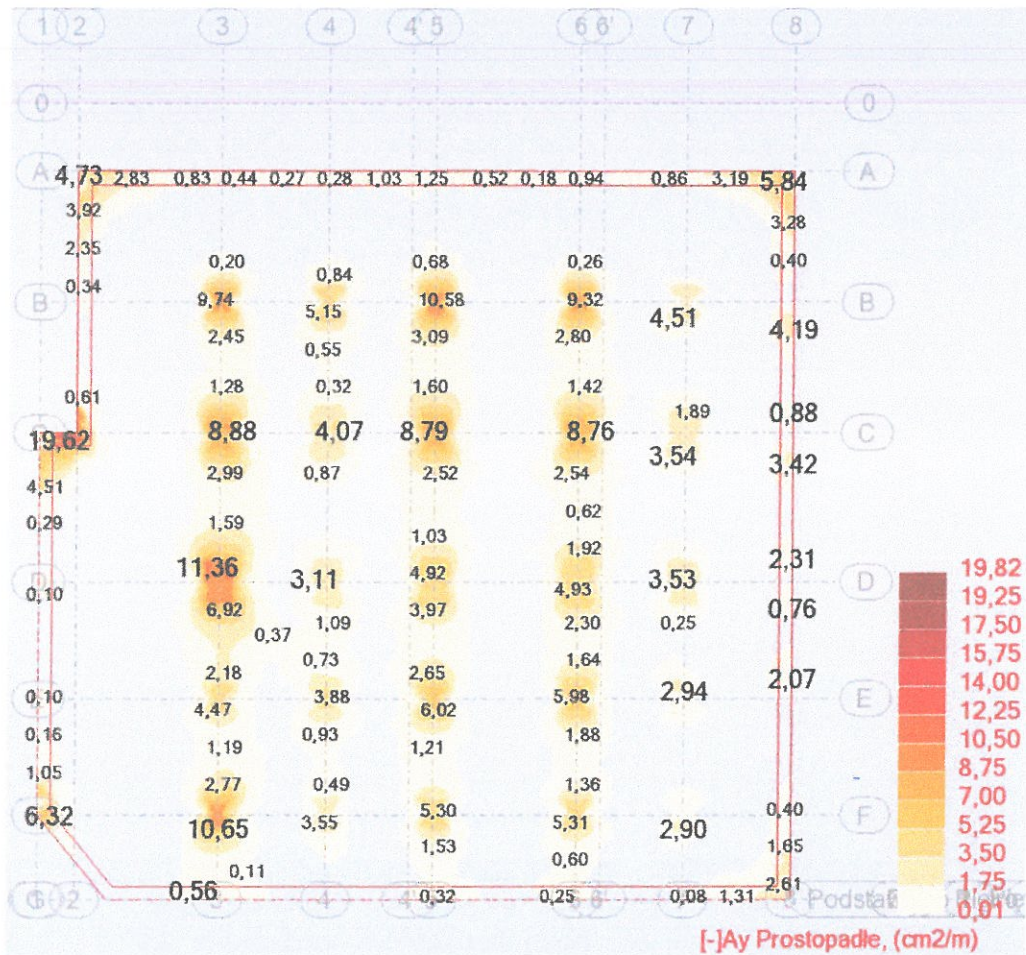 1 2 3 4 4' 5 6 6' 7 8
0 0
A 4,73 2,83 0,83 0,44 0,27 0,28 1,03 1,25 0,52 0,18 0,94 0,86 3,19 5,84 A
3,92 3,28
2,35 0,20 0,84 0,68 0,26 0,40
0,34
B 9,74 5,15 10,58 9,32 4,51 B
2,45 3,09 2,80 4,19
0,55
0,61 1,28 0,32 1,60 1,42
1,89 0,88
19,62 8,88 4,07 8,79 8,76 C
3,54 3,42
4,51 2,99 0,87 2,52 2,54
0,29 1,59 0,62
1,03
1,92 2,31
11,36 3,11 4,92 3,53 19,82
D 4,93 D
0,10 6,92 3,97 0,76 19,25
0,37 1,09 2,30 0,25 17,50
0,73 1,64 15,75
2,18 2,65 2,07 14,00
0,10 E 4,47 3,88 6,02 5,98 2,94 E 12,25
0,16 1,19 0,93 1,21 1,88 10,50
1,05 2,77 0,49 1,36 8,75
7,00
6,32 10,65 3,55 5,30 5,31 2,90 0,40 F 5,25
1,53 0,60 1,65 3,50
0,11 2,61 1,75
0,56 0,32 0,25 0,08 1,31 0,01
2 3 4 4' 7 8 Podstaw
[-]Ay Prostopadłe, (cm2/m)